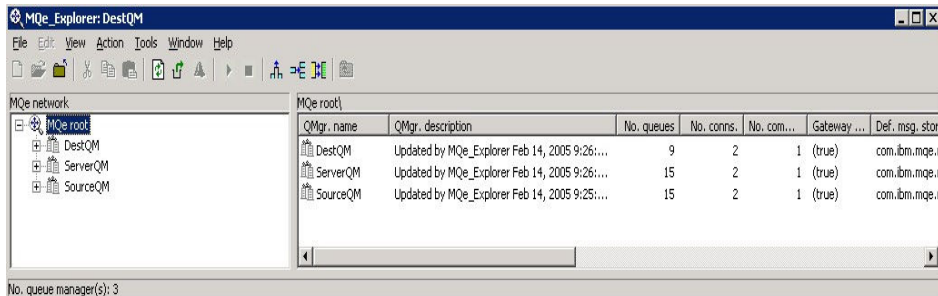 MQe_Explorer: DestQM
File Edit View Action Tools Window Help
MQe network
MQe root\
MQe root
DestQM
ServerQM
SourceQM
QMgr. name QMgr. description No. queues No. conns. No. com... Gateway ... Def. msg. stor
DestQM Updated by MQe_Explorer Feb 14, 2005 9:26:... 9 2 1 (true) com.ibm.mqe.
ServerQM Updated by MQe_Explorer Feb 14, 2005 9:26:... 15 2 1 (true) com.ibm.mqe.
SourceQM Updated by MQe_Explorer Feb 14, 2005 9:25:... 15 2 1 (true) com.ibm.mqe.
No. queue manager(s): 3